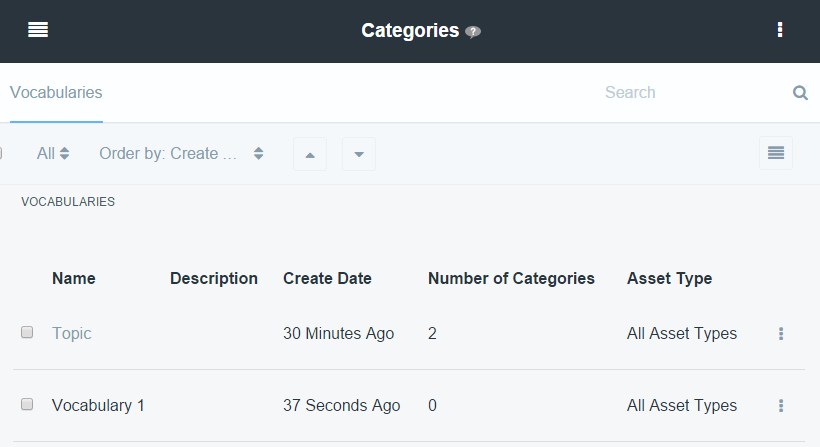 Categories ?
Vocabularies Search
All Order by: Create ...
VOCABULARIES
Name Description Create Date Number of Categories Asset Type
Topic 30 Minutes Ago 2 All Asset Types
Vocabulary 1 37 Seconds Ago 0 All Asset Types